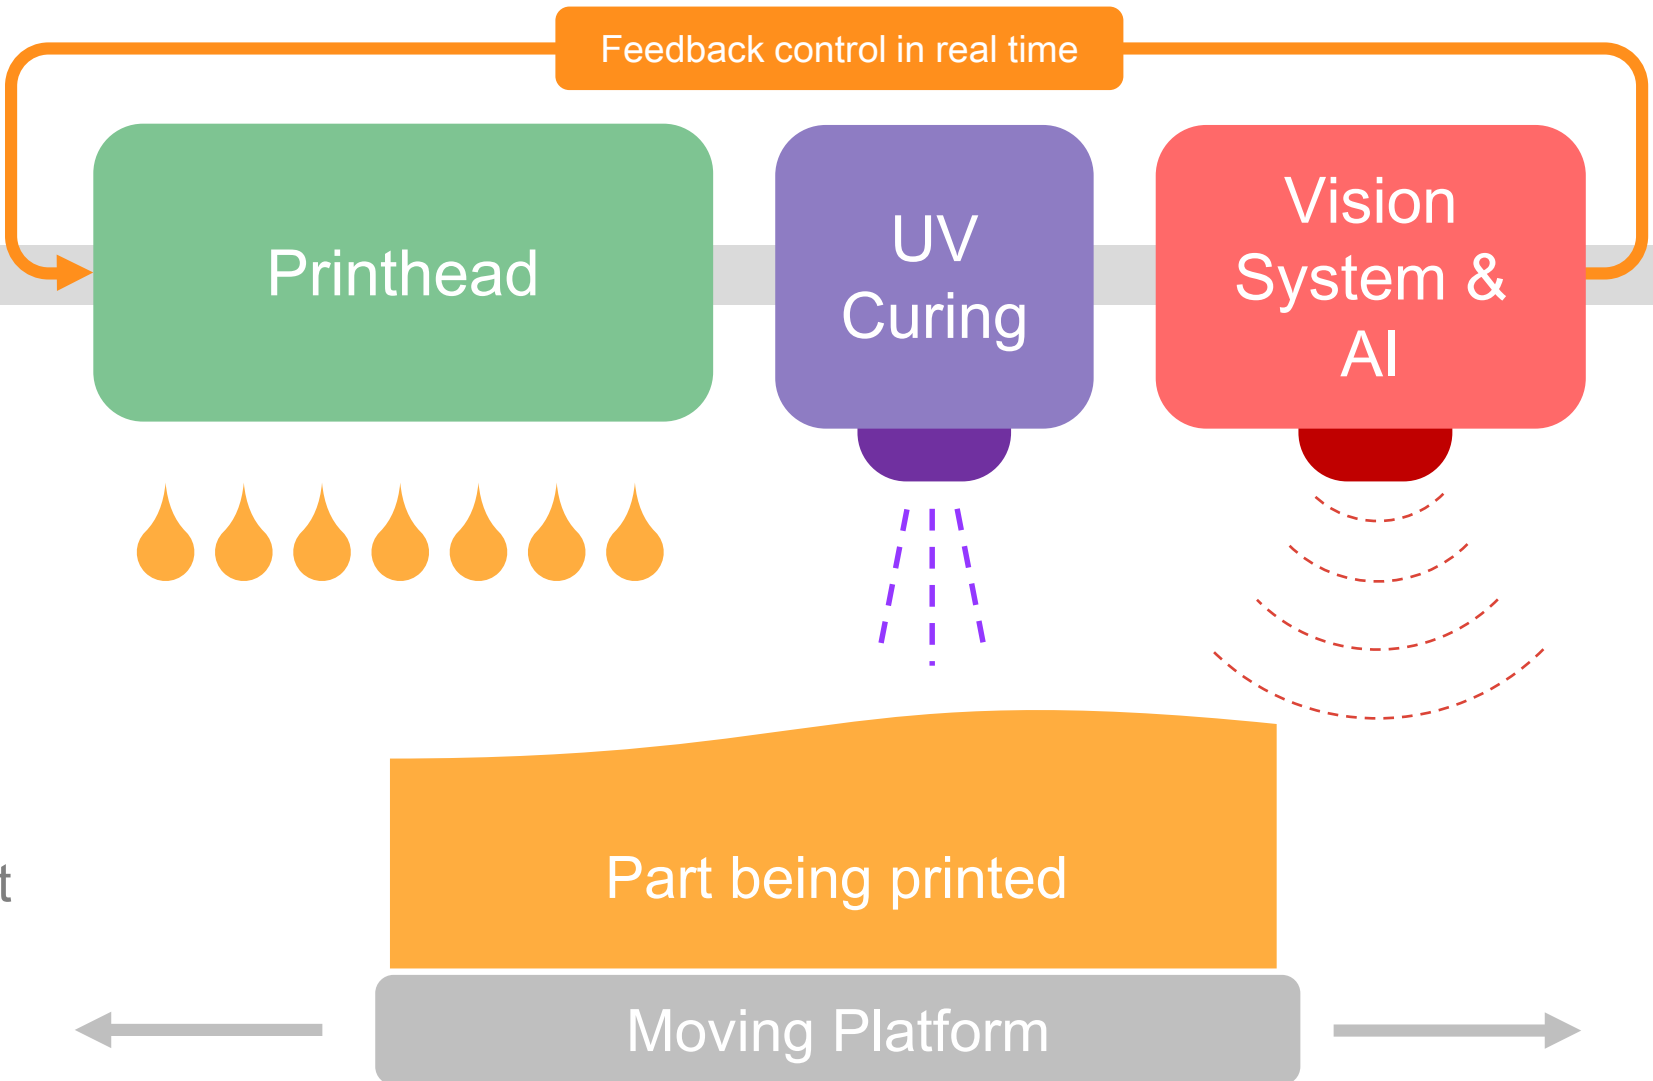 Feedback control in real time
Printhead
UV
Curing
Vision
System &
AI
t
Part being printed
Moving Platform